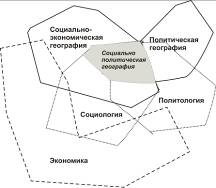 Социально-
экономическая
география
Политическая
география
Социально
политическая
география
Социология
Политология
Экономика